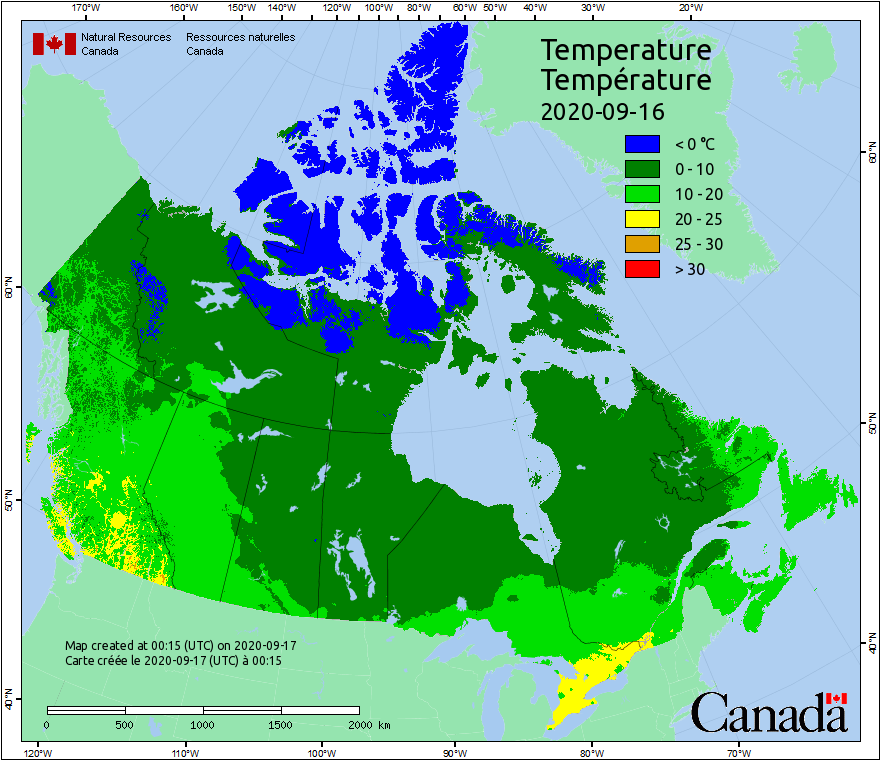 170°W 160°W 150°W 140°W 130°W 120°W 110°W 100°W 90°W 80°W 70°W 60°W 50°W 40°W 30°W 20°W
Natural Resources Ressources naturelles
Canada Canada
Temperature
Température
2020-09-16
< 0 °C
0 - 10
10 - 20
20 - 25
25 - 30
> 30
60°N
60°N
50°N
50°N
40°N
40°N
Map created at 00:15 (UTC) on 2020-09-17
Carte créée le 2020-09-17 (UTC) à 00:15
0 500 1000 1500 2000 km
Canada
120°W 110°W 100°W 90°W 80°W 70°W